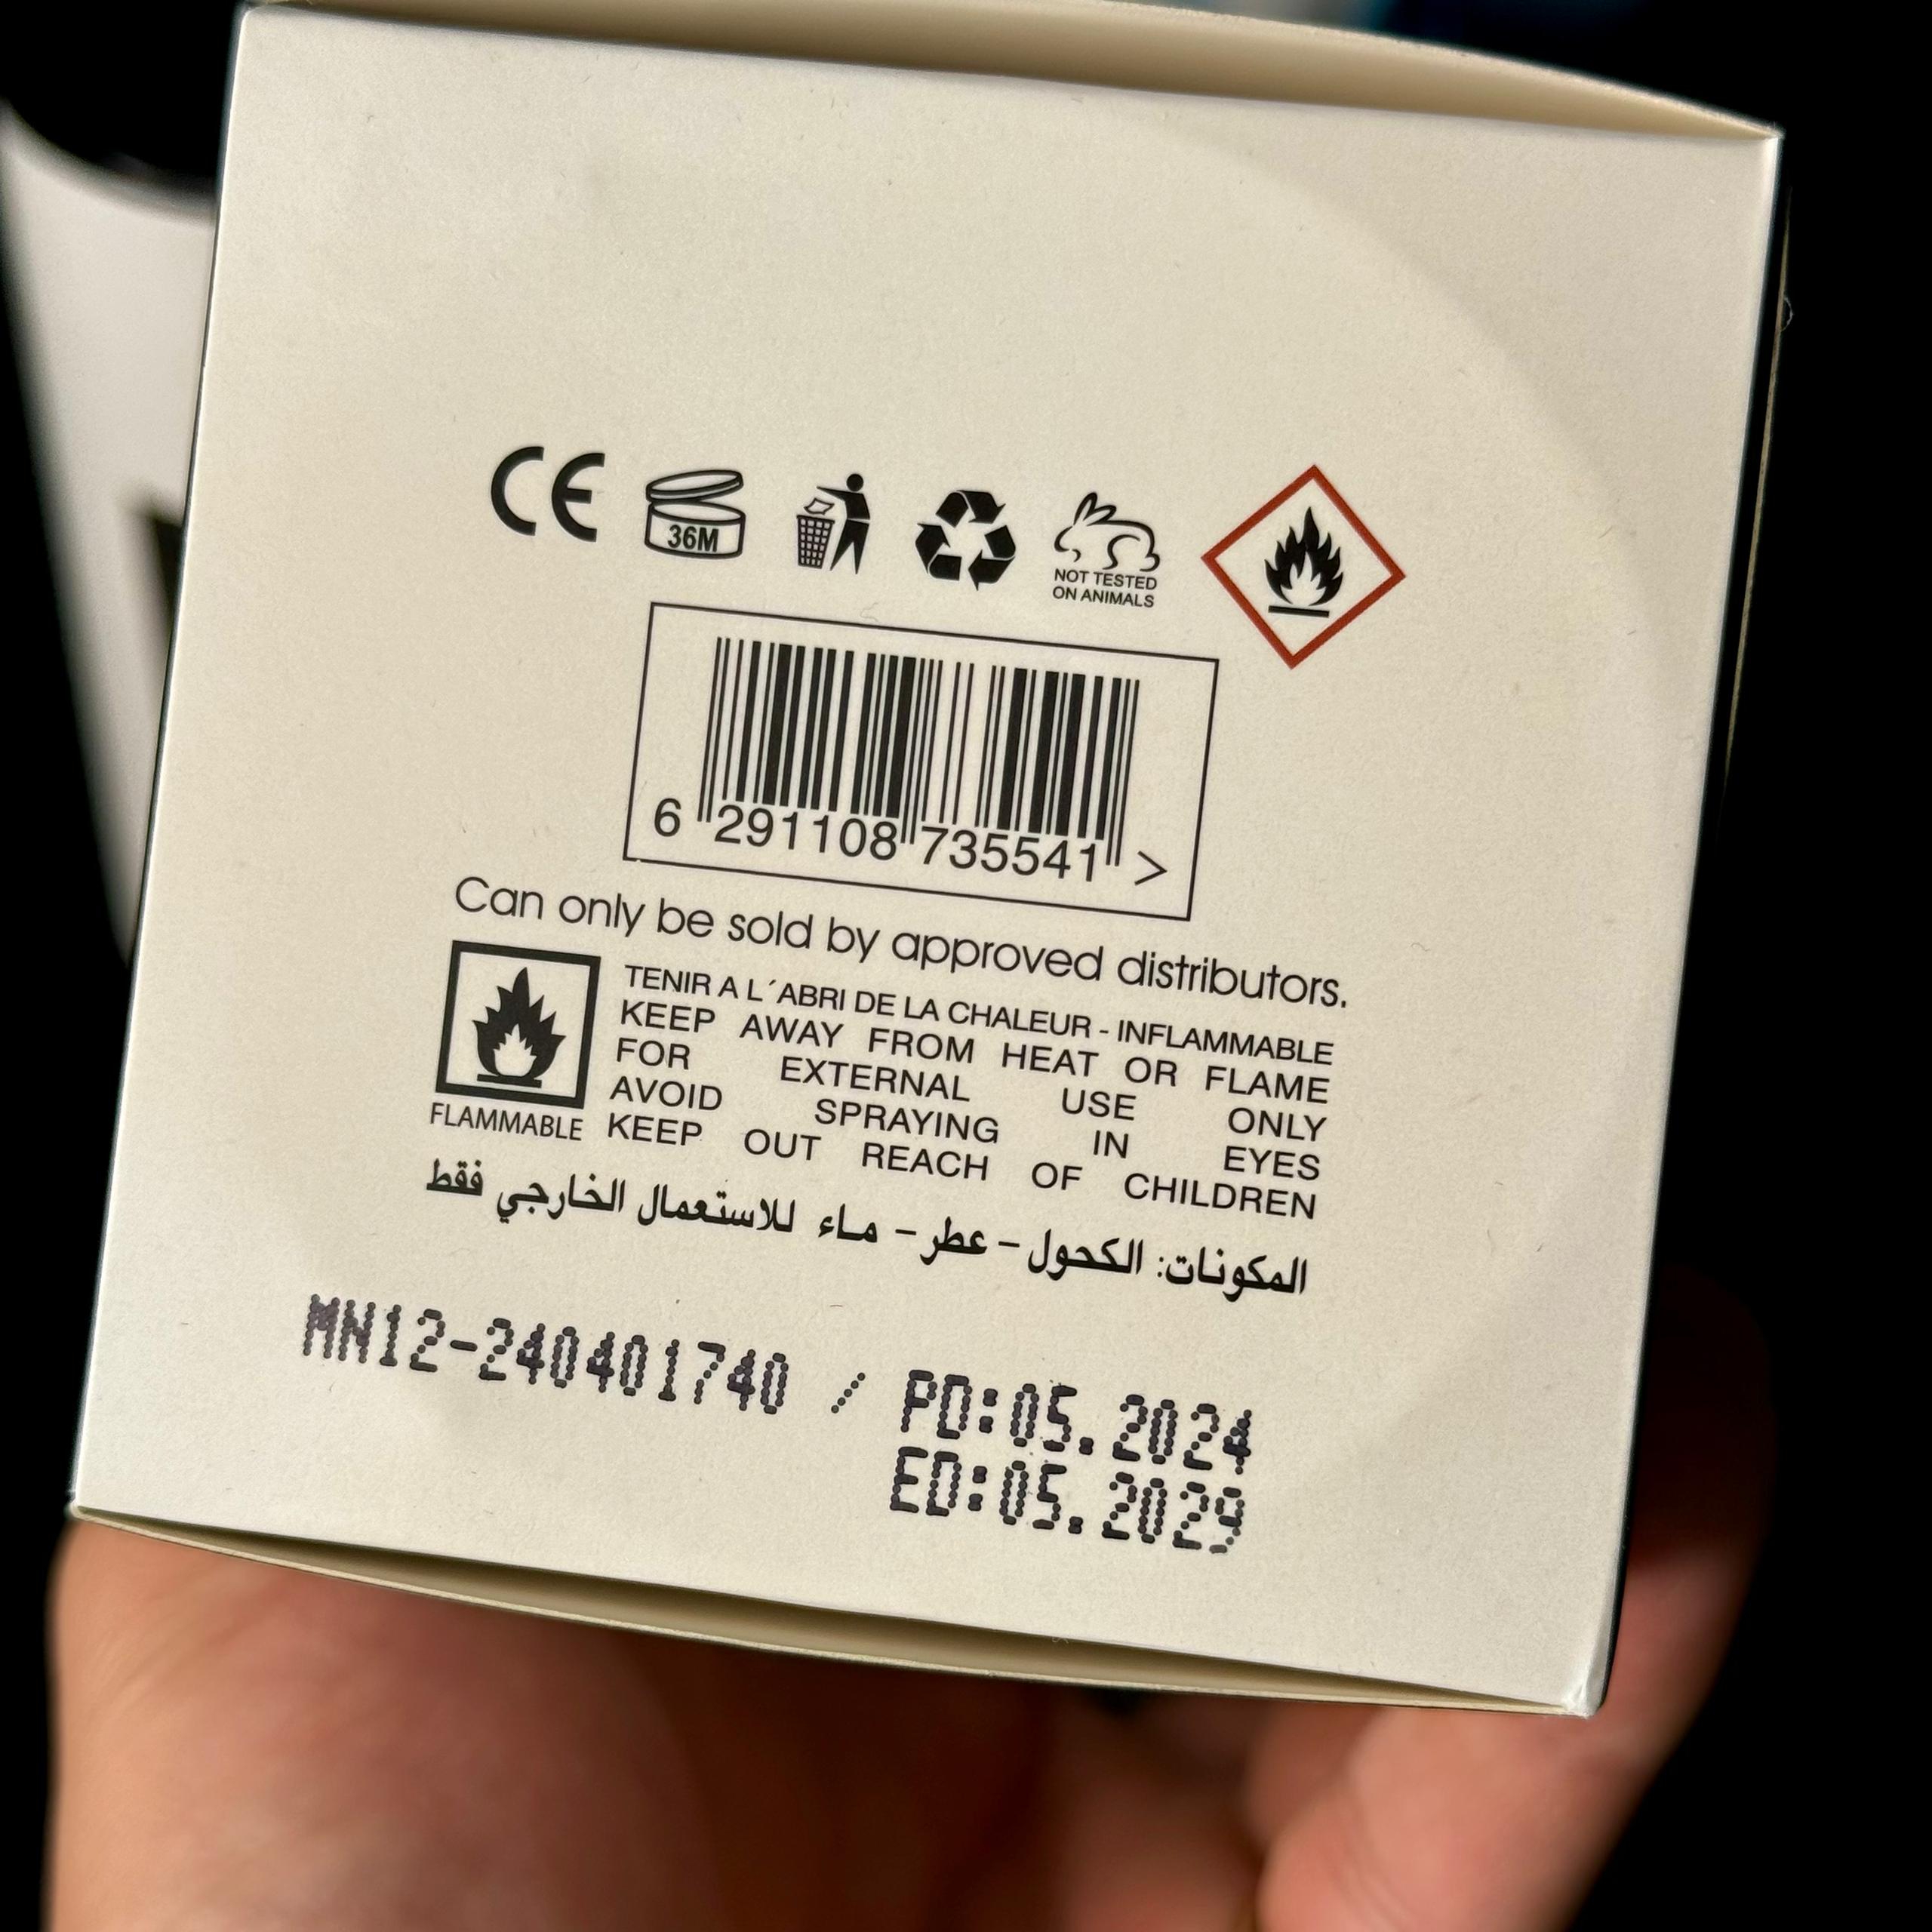 CE
36M
NOT TESTED
ON ANIMALS
6 291108 735541 >
Can only be sold by approved distributors.
TENIR A L´ABRI DE LA CHALEUR - INFLAMMABLE
KEEP AWAY FROM HEAT OR FLAME
FOR EXTERNAL USE ONLY
AVOID SPRAYING IN EYES
KEEP OUT REACH OF CHILDREN
FLAMMABLE
المكونات: الكحول - عطر - ماء للاستعمال الخارجي فقط
MN12-240401740 / PD:05.2024
ED:05.2029